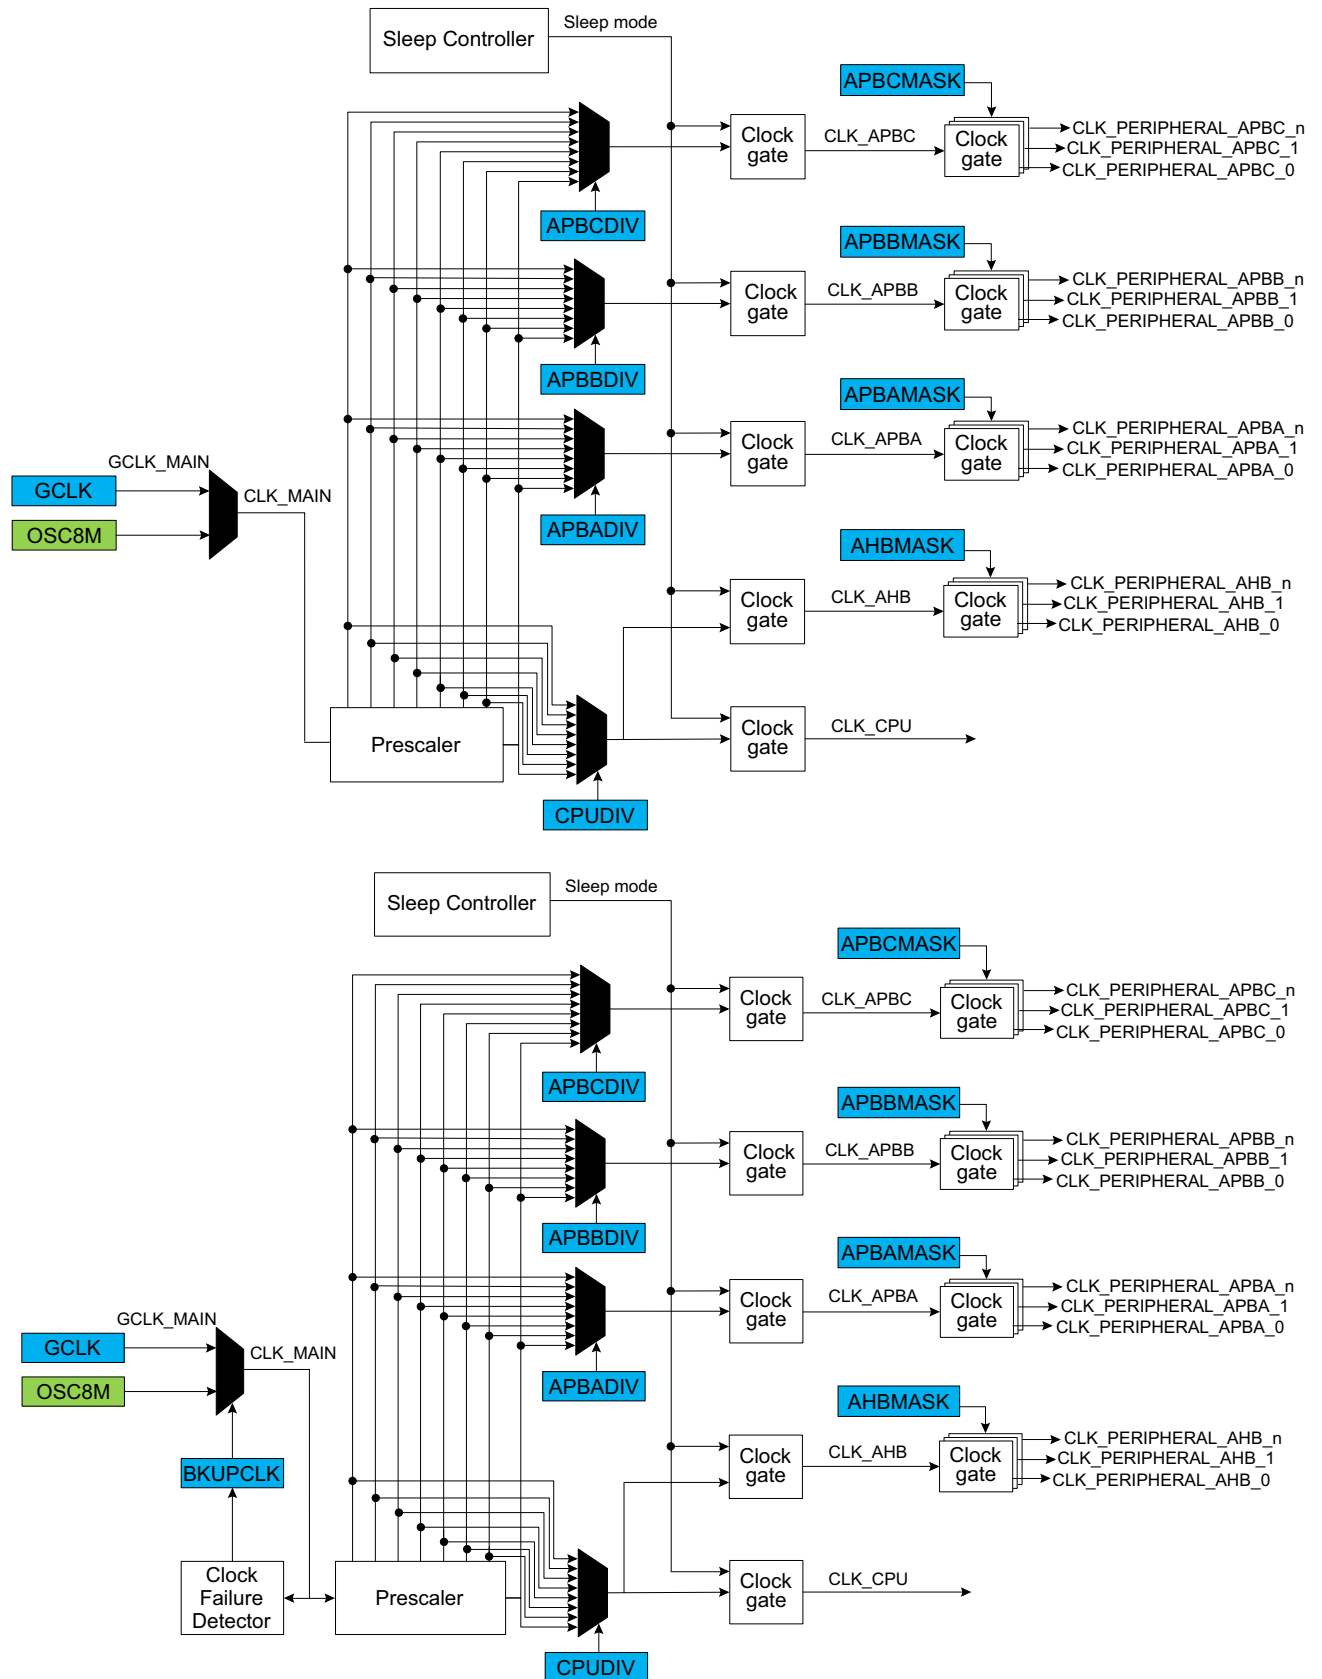 Sleep mode
Sleep Controller
APBCMASK
Clock
gate
CLK_APBC
Clock
gate
CLK_PERIPHERAL_APBC_n
CLK_PERIPHERAL_APBC_1
CLK_PERIPHERAL_APBC_0
APBCDIV
APBBMASK
Clock
gate
CLK_APBB
Clock
gate
CLK_PERIPHERAL_APBB_n
CLK_PERIPHERAL_APBB_1
CLK_PERIPHERAL_APBB_0
APBBDIV
APBAMASK
Clock
gate
CLK_APBA
Clock
gate
CLK_PERIPHERAL_APBA_n
CLK_PERIPHERAL_APBA_1
CLK_PERIPHERAL_APBA_0
GCLK_MAIN
GCLK
CLK_MAIN
OSC8M
APBADIV
AHBMASK
Clock
gate
CLK_AHB
Clock
gate
CLK_PERIPHERAL_AHB_n
CLK_PERIPHERAL_AHB_1
CLK_PERIPHERAL_AHB_0
Prescaler
Clock
gate
CLK_CPU
CPUDIV
Sleep mode
Sleep Controller
APBCMASK
Clock
gate
CLK_APBC
Clock
gate
CLK_PERIPHERAL_APBC_n
CLK_PERIPHERAL_APBC_1
CLK_PERIPHERAL_APBC_0
APBCDIV
APBBMASK
Clock
gate
CLK_APBB
Clock
gate
CLK_PERIPHERAL_APBB_n
CLK_PERIPHERAL_APBB_1
CLK_PERIPHERAL_APBB_0
APBBDIV
APBAMASK
Clock
gate
CLK_APBA
Clock
gate
CLK_PERIPHERAL_APBA_n
CLK_PERIPHERAL_APBA_1
CLK_PERIPHERAL_APBA_0
GCLK_MAIN
GCLK
CLK_MAIN
OSC8M
APBADIV
AHBMASK
Clock
gate
CLK_AHB
Clock
gate
CLK_PERIPHERAL_AHB_n
CLK_PERIPHERAL_AHB_1
CLK_PERIPHERAL_AHB_0
BKUPCLK
Clock
Failure
Detector
Prescaler
Clock
gate
CLK_CPU
CPUDIV